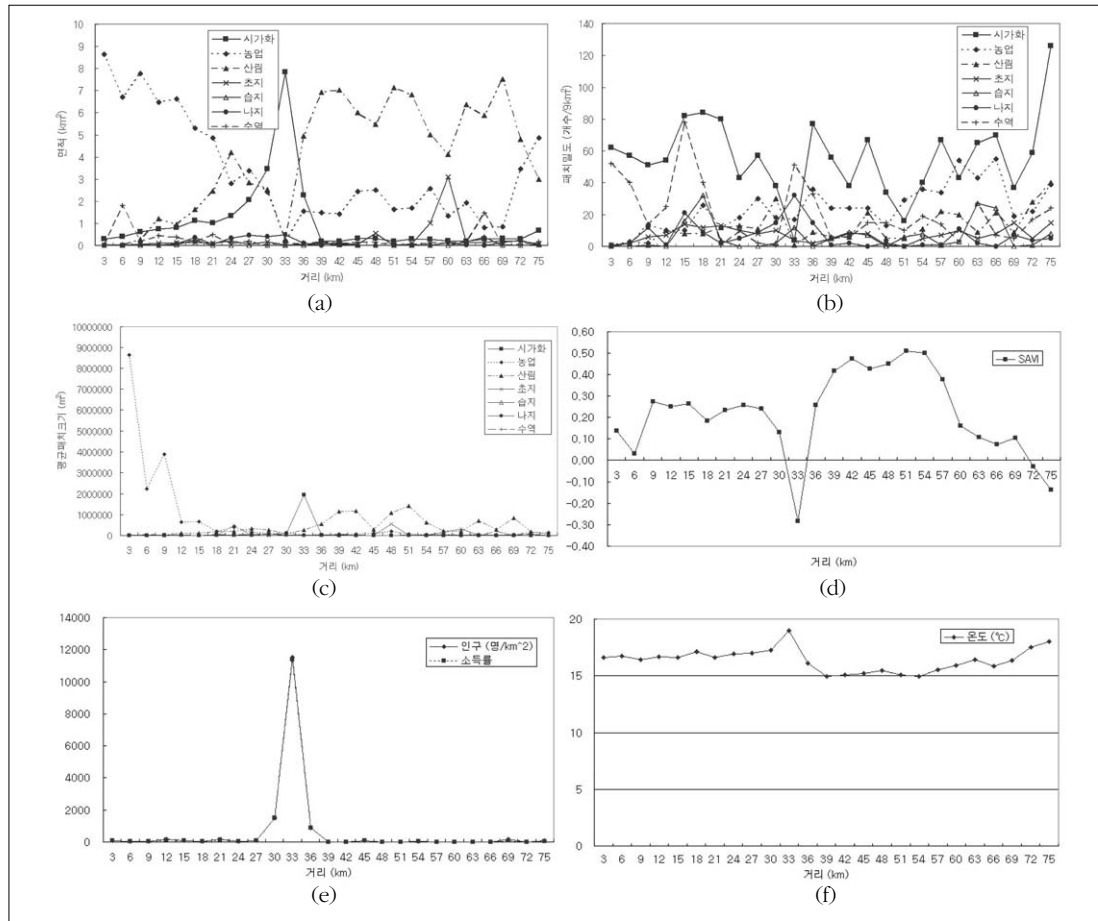 10
9
8
7
6
5
4
3
2
1
0
면적 (km²)
시가화
농업
산림
초지
습지
나지
수역
3 6 9 12 15 18 21 24 27 30 33 36 39 42 45 48 51 54 57 60 63 66 69 72 75
거리 (km)
(a)
140
120
100
80
60
40
20
0
패치밀도 (개수/9km²)
시가화
농업
산림
초지
습지
나지
수역
3 6 9 12 15 18 21 24 27 30 33 36 39 42 45 48 51 54 57 60 63 66 69 72 75
거리 (km)
(b)
10000000
9000000
8000000
7000000
6000000
5000000
4000000
3000000
2000000
1000000
0
평균패치크기 (m²)
시가화
농업
산림
초지
습지
나지
수역
3 6 9 12 15 18 21 24 27 30 33 36 39 42 45 48 51 54 57 60 63 66 69 72 75
거리 (km)
(c)
0,60
0,50
0,40
0,30
0,20
0,10
0,00
-0,10
-0,20
-0,30
-0,40
SAVI
3 6 9 12 15 18 21 24 27 30 33 36 39 42 45 48 51 54 57 60 63 66 69 72 75
거리 (km)
(d)
14000
12000
10000
8000
6000
4000
2000
0
인구 (명/km^2)
소득률
3 6 9 12 15 18 21 24 27 30 33 36 39 42 45 48 51 54 57 60 63 66 69 72 75
거리 (km)
(e)
20
15
10
5
0
온도 (℃)
3 6 9 12 15 18 21 24 27 30 33 36 39 42 45 48 51 54 57 60 63 66 69 72 75
거리 (km)
(f)